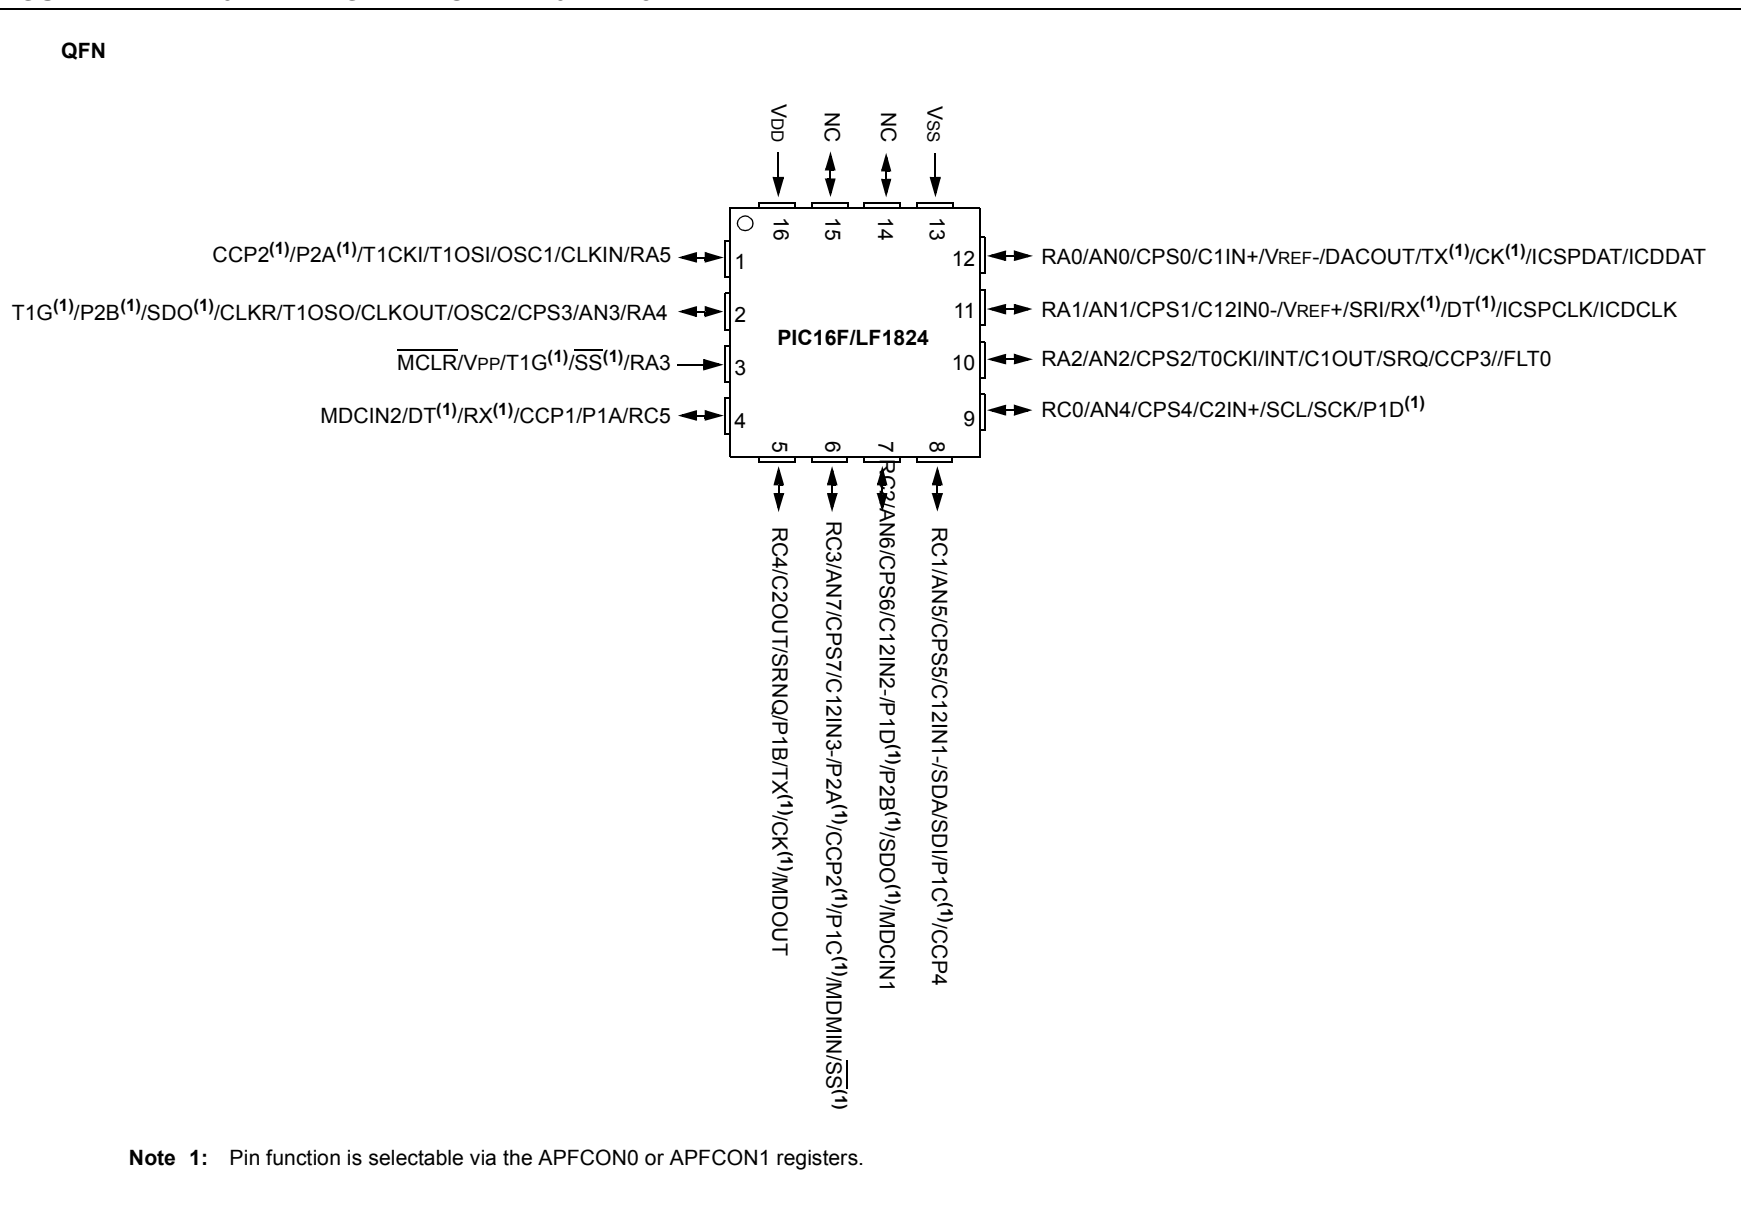 QFN
VDD
NC
NC
VSS
16
15
14
13
CCP2(1)/P2A(1)/T1CKI/T1OSI/OSC1/CLKIN/RA5
1
12
RA0/AN0/CPS0/C1IN+/VREF-/DACOUT/TX(1)/CK(1)/ICSPDAT/ICDDAT
T1G(1)/P2B(1)/SDO(1)/CLKR/T1OSO/CLKOUT/OSC2/CPS3/AN3/RA4
2
11
RA1/AN1/CPS1/C12IN0-/VREF+/SRI/RX(1)/DT(1)/ICSPCLK/ICDCLK
PIC16F/LF1824
MCLR/VPP/T1G(1)/SS(1)/RA3
3
10
RA2/AN2/CPS2/T0CKI/INT/C1OUT/SRQ/CCP3//FLT0
MDCIN2/DT(1)/RX(1)/CCP1/P1A/RC5
4
9
RC0/AN4/CPS4/C2IN+/SCL/SCK/P1D(1)
5
6
7
8
RC4/C2OUT/SRNQ/P1B/TX(1)/CK(1)/MDOUT
RC3/AN7/CPS7/C12IN3-/P2A(1)/CCP2(1)/P1C(1)/MDMIN/SS(1)
RC2/AN6/CPS6/C12IN2-/P1D(1)/P2B(1)/SDO(1)/MDCIN1
RC1/AN5/CPS5/C12IN1-/SDA/SDI/P1C(1)/CCP4
Note 1: Pin function is selectable via the APFCON0 or APFCON1 registers.